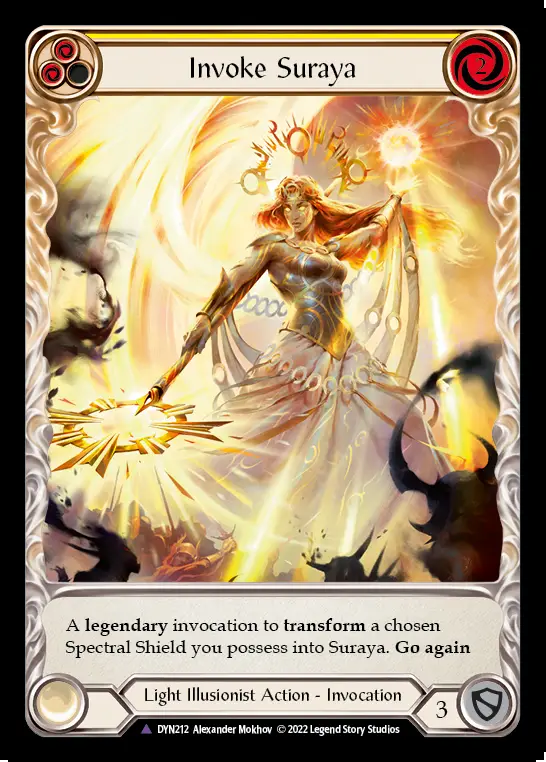 Invoke Suraya
2
A legendary invocation to transform a chosen
Spectral Shield you possess into Suraya. Go again
Light Illusionist Action - Invocation
3
DYN212 Alexander Mokhov © 2022 Legend Story Studios